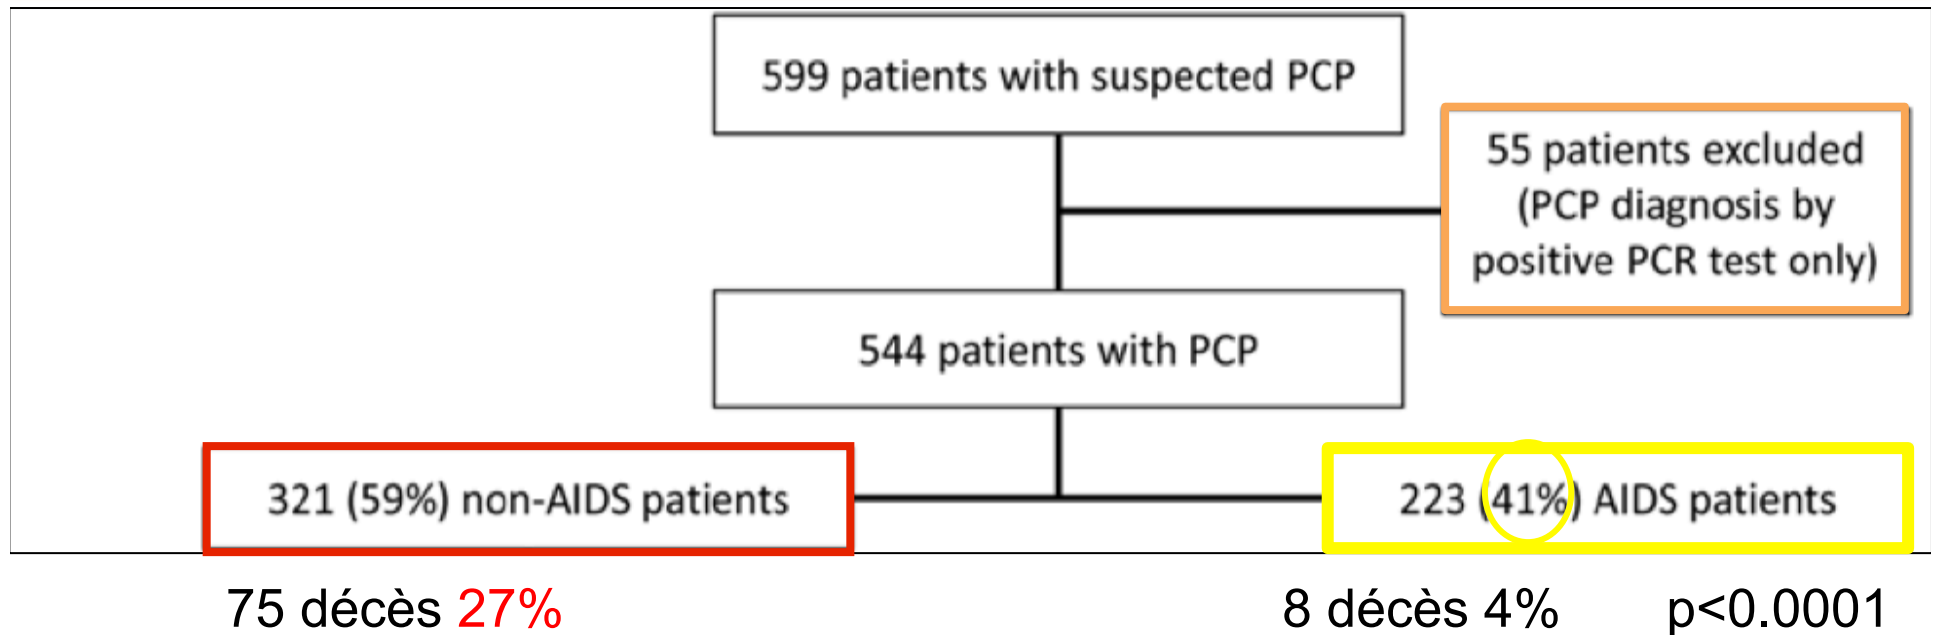 599 patients with suspected PCP
55 patients excluded
(PCP diagnosis by
positive PCR test only)
544 patients with PCP
321 (59%) non-AIDS patients
223 (41%) AIDS patients
75 décès 27%
8 décès 4%
p<0.0001